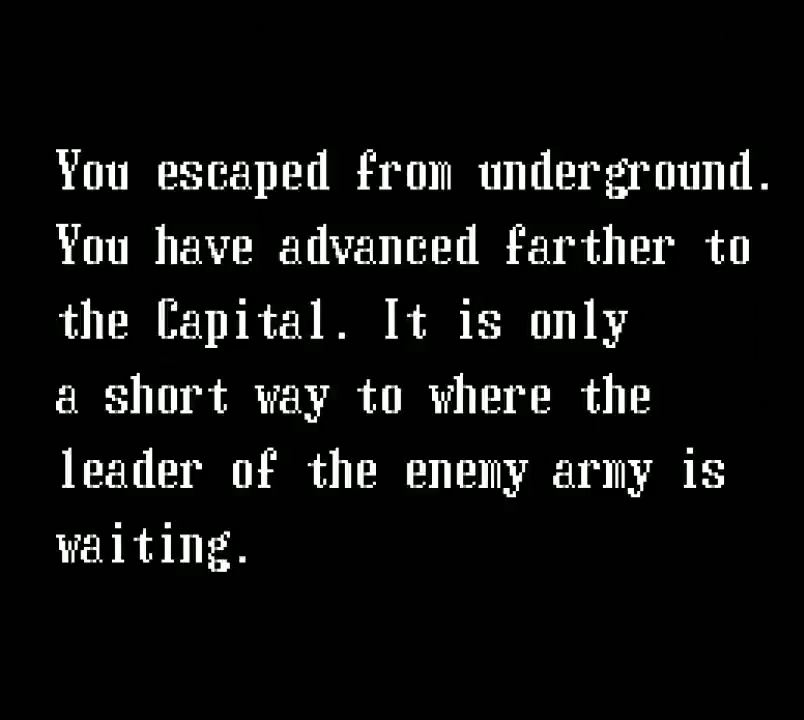 You escaped from underground.
You have advanced farther to
the Capital. It is only
a short way to where the
leader of the enemy army is
waiting.